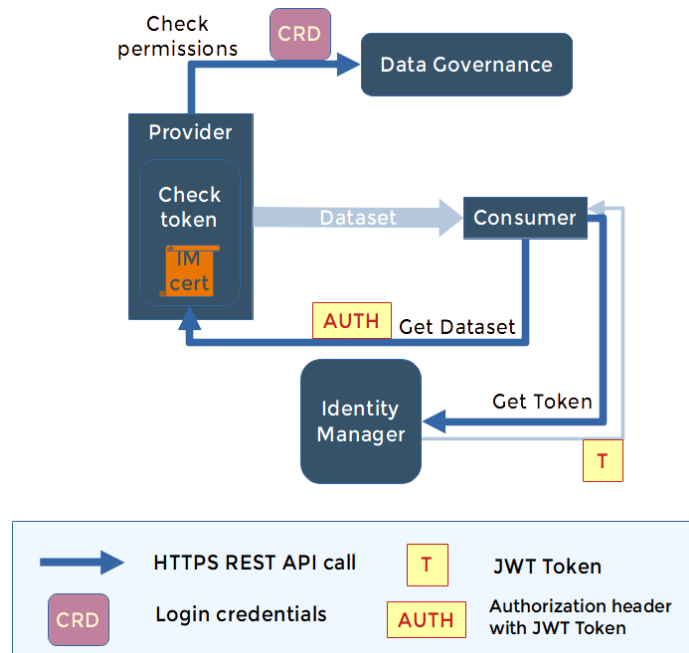 Check
permissions
CRD
Data Governance
Provider
Check
token
IM
cert
Dataset
Consumer
AUTH
Get Dataset
Identity
Manager
Get Token
T
HTTPS REST API call
T
JWT Token
CRD
Login credentials
AUTH
Authorization header
with JWT Token